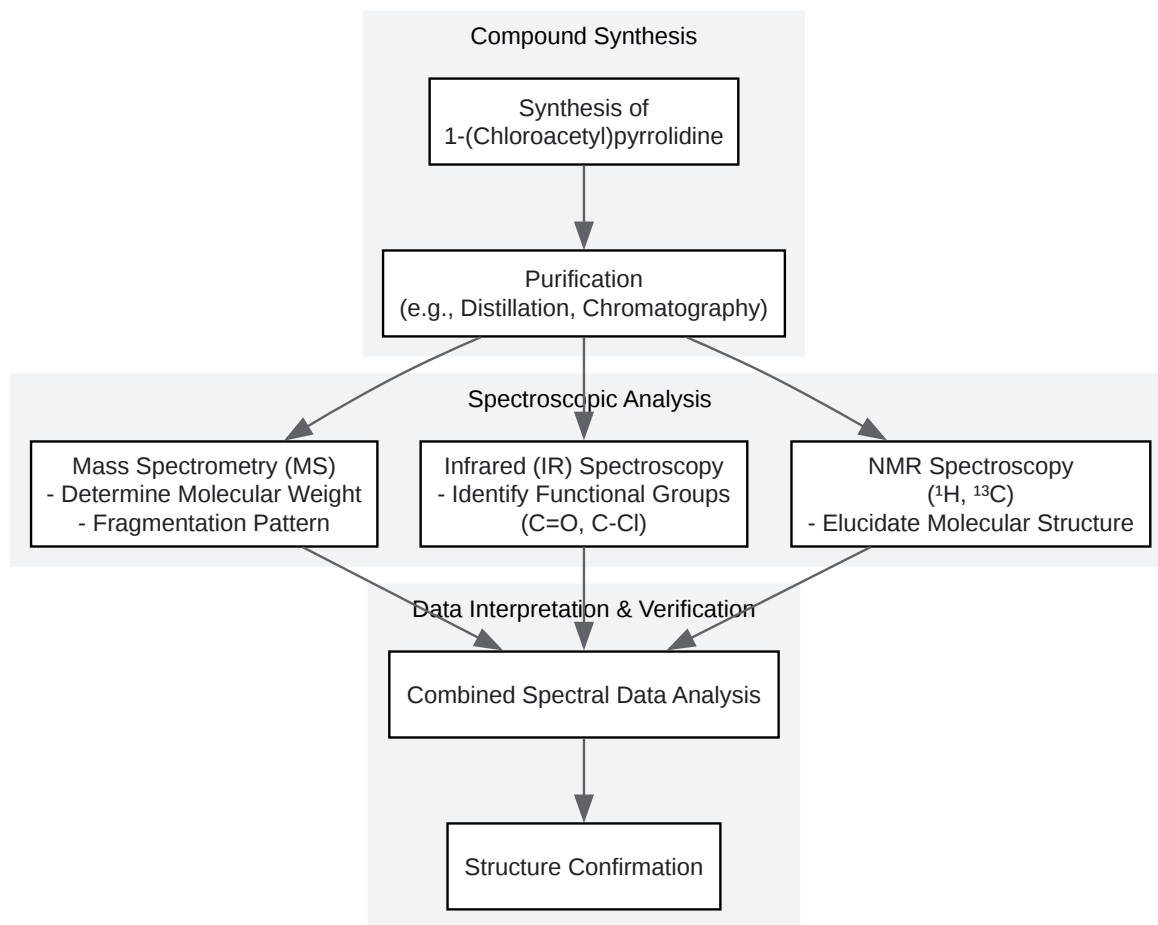 Compound Synthesis
Synthesis of
1-(Chloroacetyl)pyrrolidine
Purification
(e.g., Distillation, Chromatography)
Spectroscopic Analysis
Mass Spectrometry (MS)
- Determine Molecular Weight
- Fragmentation Pattern
Infrared (IR) Spectroscopy
- Identify Functional Groups
(C=O, C-Cl)
NMR Spectroscopy
(¹H, ¹³C)
- Elucidate Molecular Structure
Data Interpretation & Verification
Combined Spectral Data Analysis
Structure Confirmation